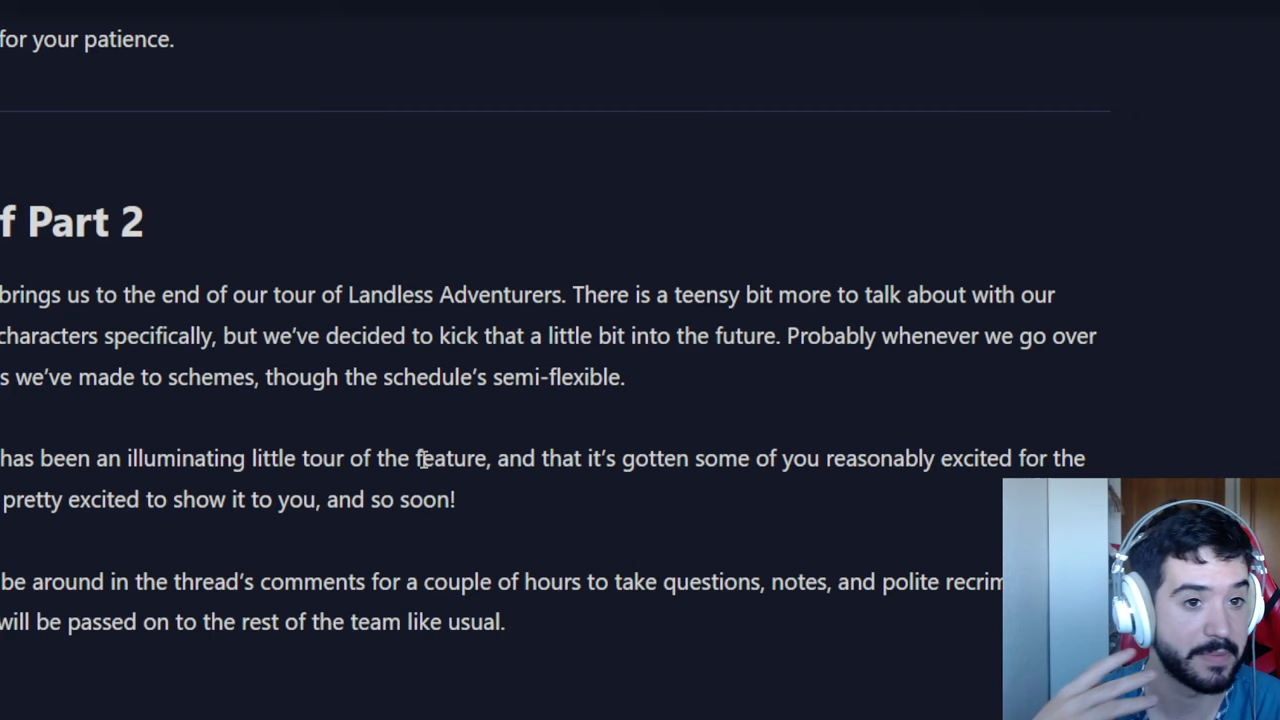 for your patience.
f Part 2
brings us to the end of our tour of Landless Adventurers. There is a teensy bit more to talk about with our
characters specifically, but we’ve decided to kick that a little bit into the future. Probably whenever we go over
s we’ve made to schemes, though the schedule’s semi-flexible.
has been an illuminating little tour of the feature, and that it’s gotten some of you reasonably excited for the
pretty excited to show it to you, and so soon!
be around in the thread’s comments for a couple of hours to take questions, notes, and polite recrim
will be passed on to the rest of the team like usual.